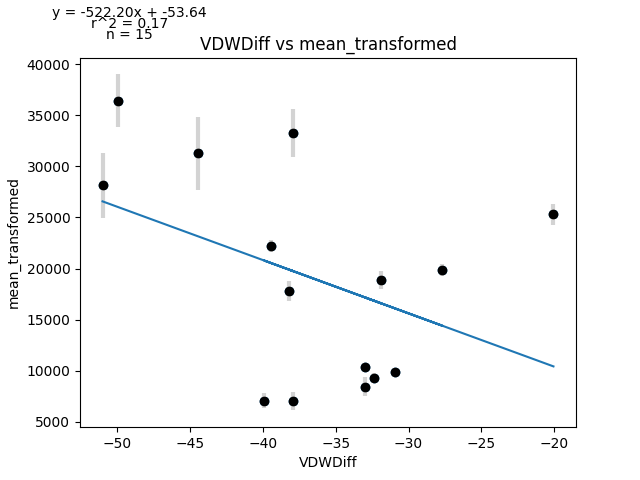 y = -522.20x + -53.64
r^2 = 0.17
n = 15
VDWDiff vs mean_transformed
40000
35000
30000
25000
20000
15000
10000
5000
mean_transformed
−50
−45
−40
−35
−30
−25
−20
VDWDiff